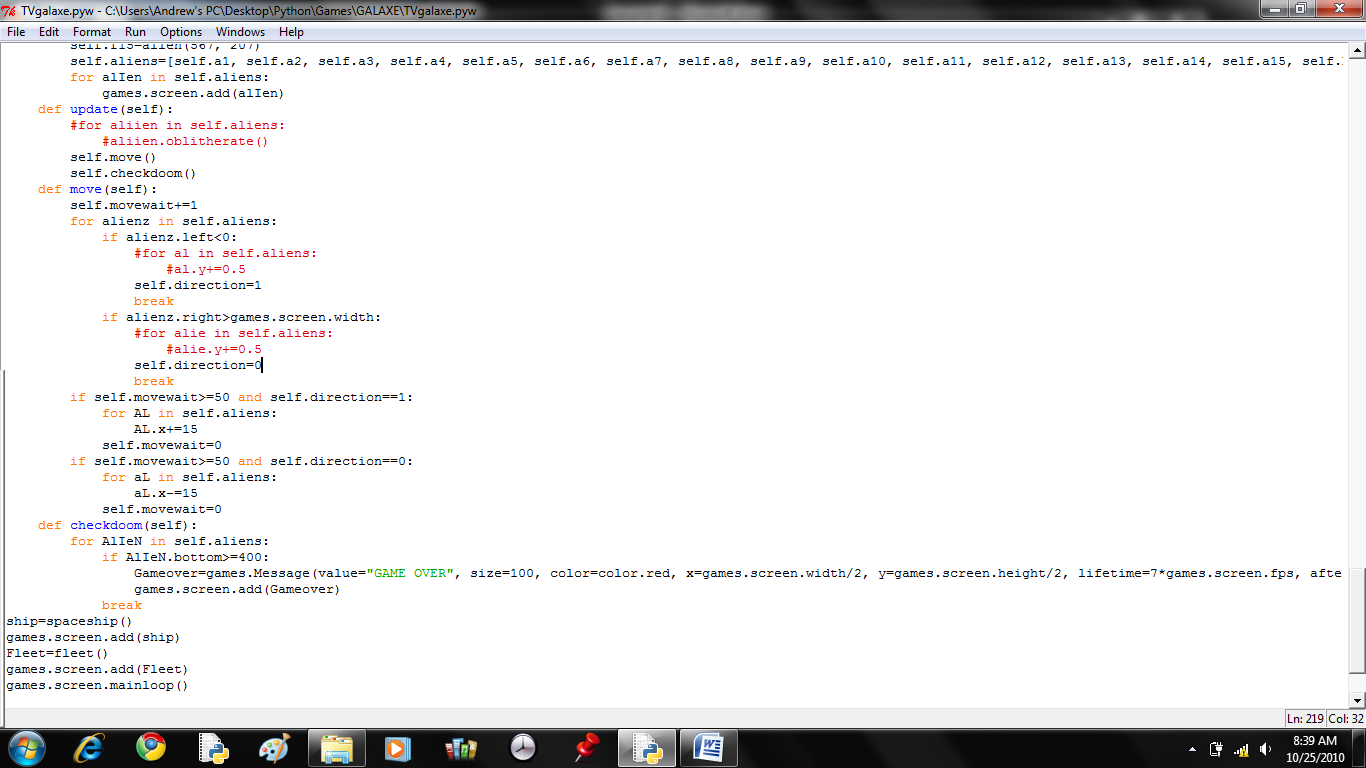 TVgalaxe.pyw - C:\Users\Andrew's PC\Desktop\Python\Games\GALAXE\TVgalaxe.pyw
File Edit Format Run Options Windows Help
self.f15=alien(567, 207)
self.aliens=[self.a1, self.a2, self.a3, self.a4, self.a5, self.a6, self.a7, self.a8, self.a9, self.a10, self.a11, self.a12, self.a13, self.a14, self.a15, self.
for alIen in self.aliens:
games.screen.add(alIen)
def update(self):
#for aliien in self.aliens:
#aliien.oblitherate()
self.move()
self.checkdoom()
def move(self):
self.movewait+=1
for alienz in self.aliens:
if alienz.left<0:
#for al in self.aliens:
#al.y+=0.5
self.direction=1
break
if alienz.right>games.screen.width:
#for alie in self.aliens:
#alie.y+=0.5
self.direction=0
break
if self.movewait>=50 and self.direction==1:
for AL in self.aliens:
AL.x+=15
self.movewait=0
if self.movewait>=50 and self.direction==0:
for aL in self.aliens:
aL.x-=15
self.movewait=0
def checkdoom(self):
for AlIeN in self.aliens:
if AlIeN.bottom>=400:
Gameover=games.Message(value="GAME OVER", size=100, color=color.red, x=games.screen.width/2, y=games.screen.height/2, lifetime=7*games.screen.fps, afte
games.screen.add(Gameover)
break
ship=spaceship()
games.screen.add(ship)
Fleet=fleet()
games.screen.add(Fleet)
games.screen.mainloop()
Ln: 219 Col: 32
8:39 AM
10/25/2010